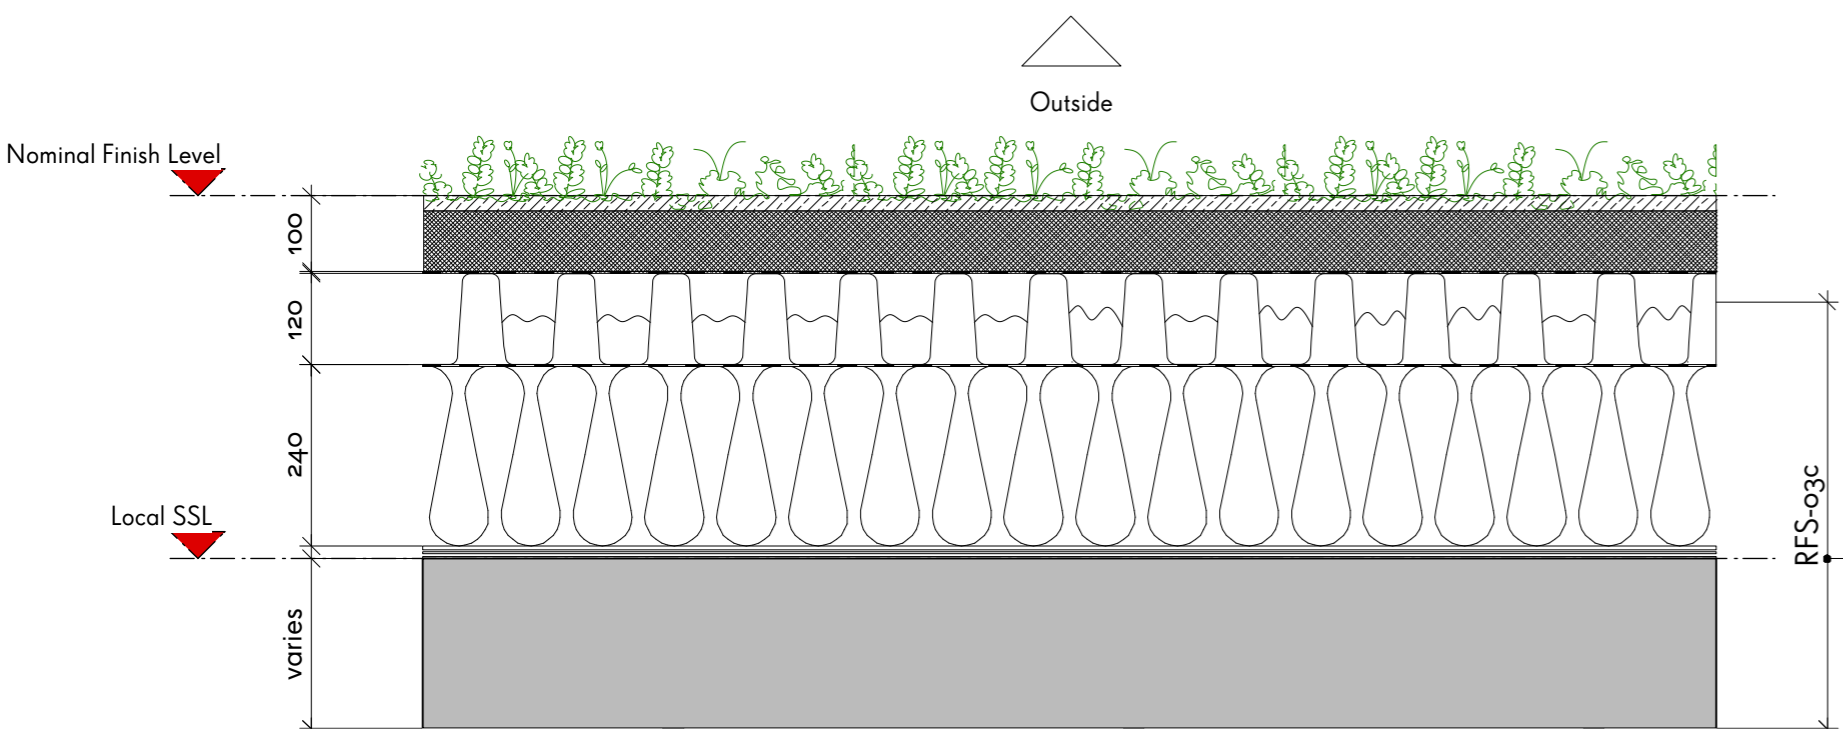 Outside
Nominal Finish Level
100
120
240
Local SSL
varies
RFS-03c